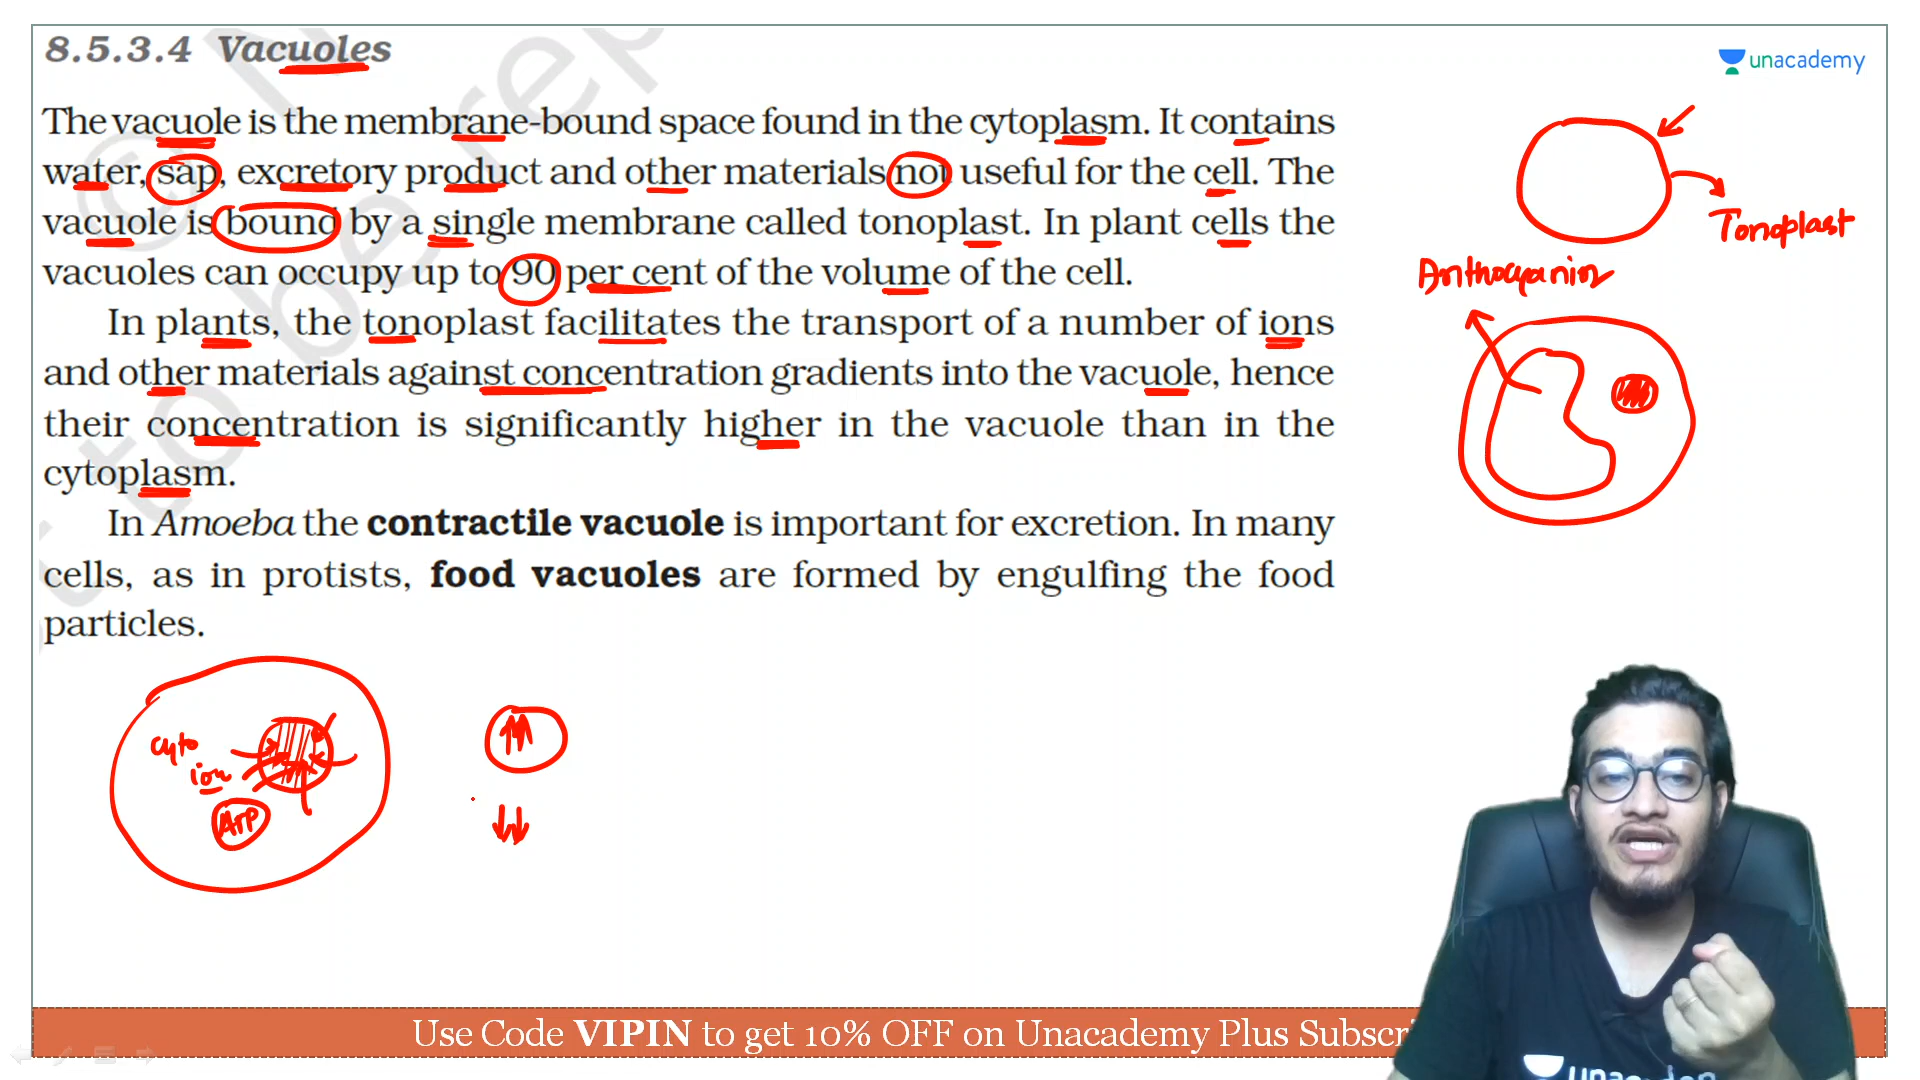 8.5.3.4 Vacuoles
unacademy
The vacuole is the membrane-bound space found in the cytoplasm. It contains
water, sap, excretory product and other materials not useful for the cell. The
vacuole is bound by a single membrane called tonoplast. In plant cells the
vacuoles can occupy up to 90 per cent of the volume of the cell.
In plants, the tonoplast facilitates the transport of a number of ions
and other materials against concentration gradients into the vacuole, hence
their concentration is significantly higher in the vacuole than in the
cytoplasm.
In Amoeba the contractile vacuole is important for excretion. In many
cells, as in protists, food vacuoles are formed by engulfing the food
particles.
Tonoplast
Anthocyanin
cyto
ion
ATP
Use Code VIPIN to get 10% OFF on Unacademy Plus Subscri